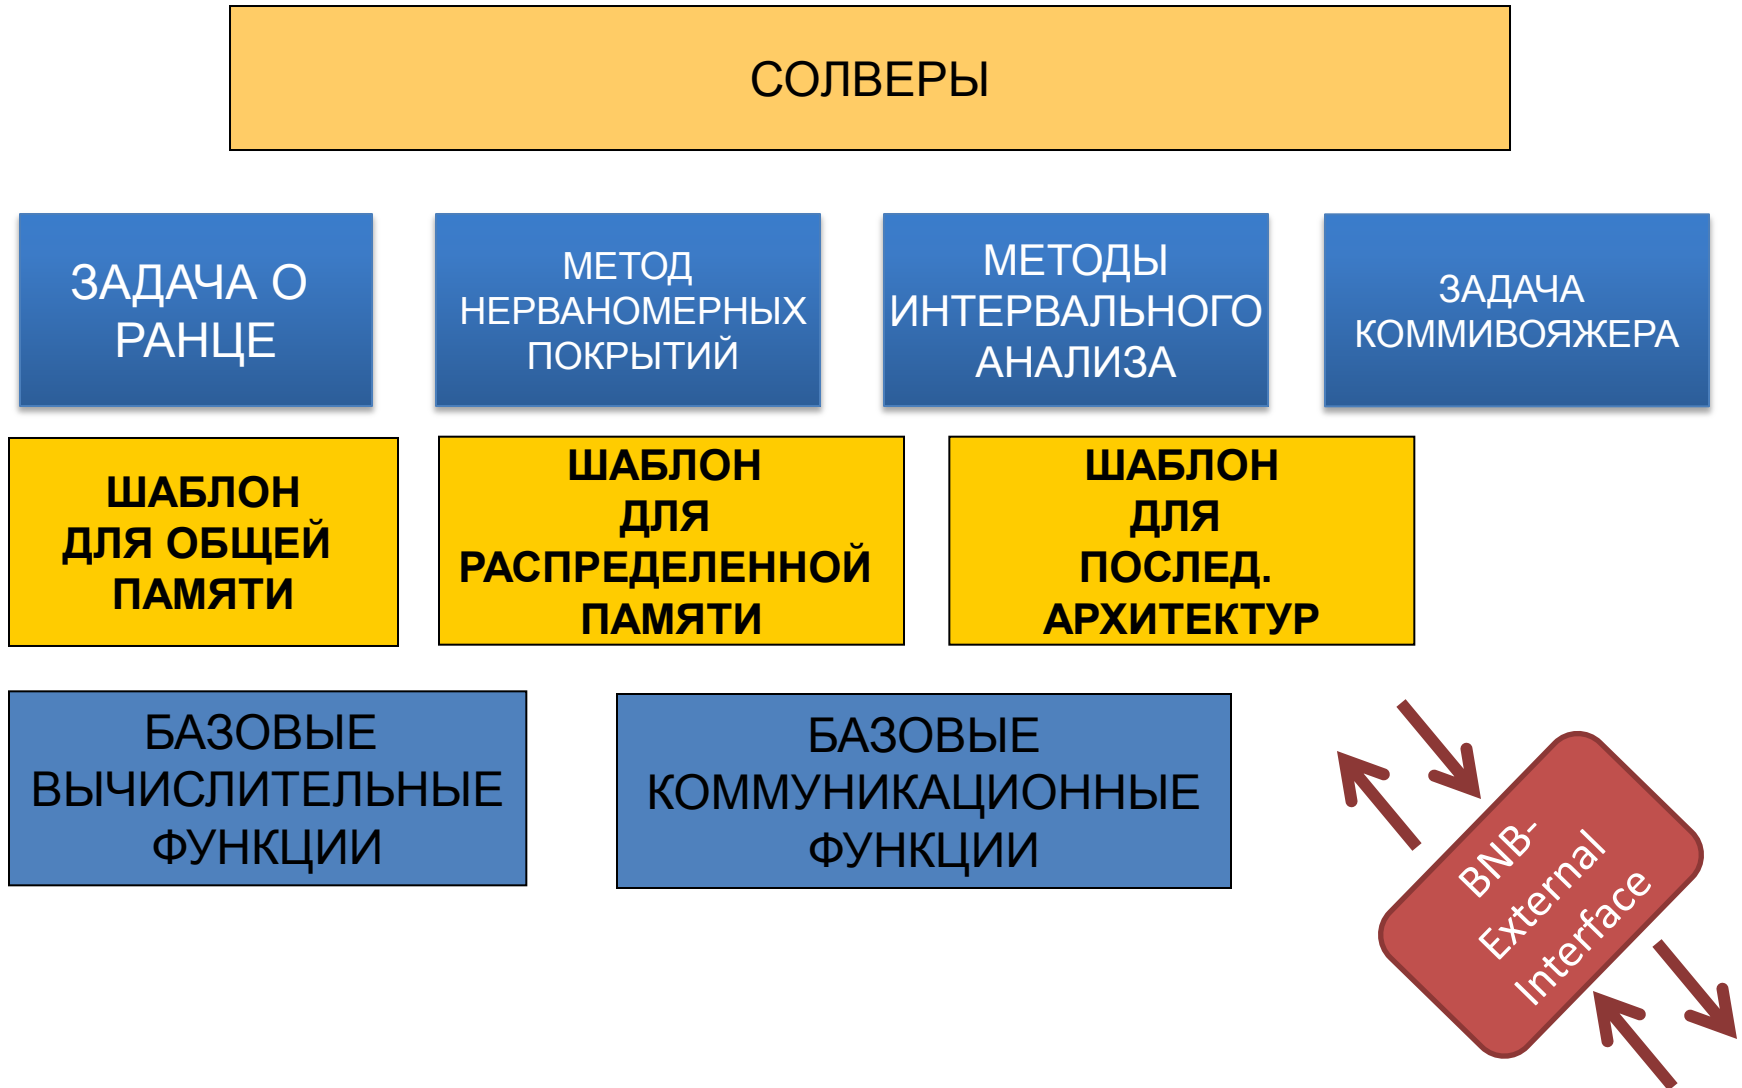 СОЛВЕРЫ
ЗАДАЧА О
РАНЦЕ
МЕТОД
НЕРВАНОМЕРНЫХ
ПОКРЫТИЙ
МЕТОДЫ
ИНТЕРВАЛЬНОГО
АНАЛИЗА
ЗАДАЧА
КОММИВОЯЖЕРА
ШАБЛОН
ДЛЯ ОБЩЕЙ
ПАМЯТИ
ШАБЛОН
ДЛЯ
РАСПРЕДЕЛЕННОЙ
ПАМЯТИ
ШАБЛОН
ДЛЯ
ПОСЛЕД.
АРХИТЕКТУР
БАЗОВЫЕ
ВЫЧИСЛИТЕЛЬНЫЕ
ФУНКЦИИ
БАЗОВЫЕ
КОММУНИКАЦИОННЫЕ
ФУНКЦИИ
BNB-
External
Interface